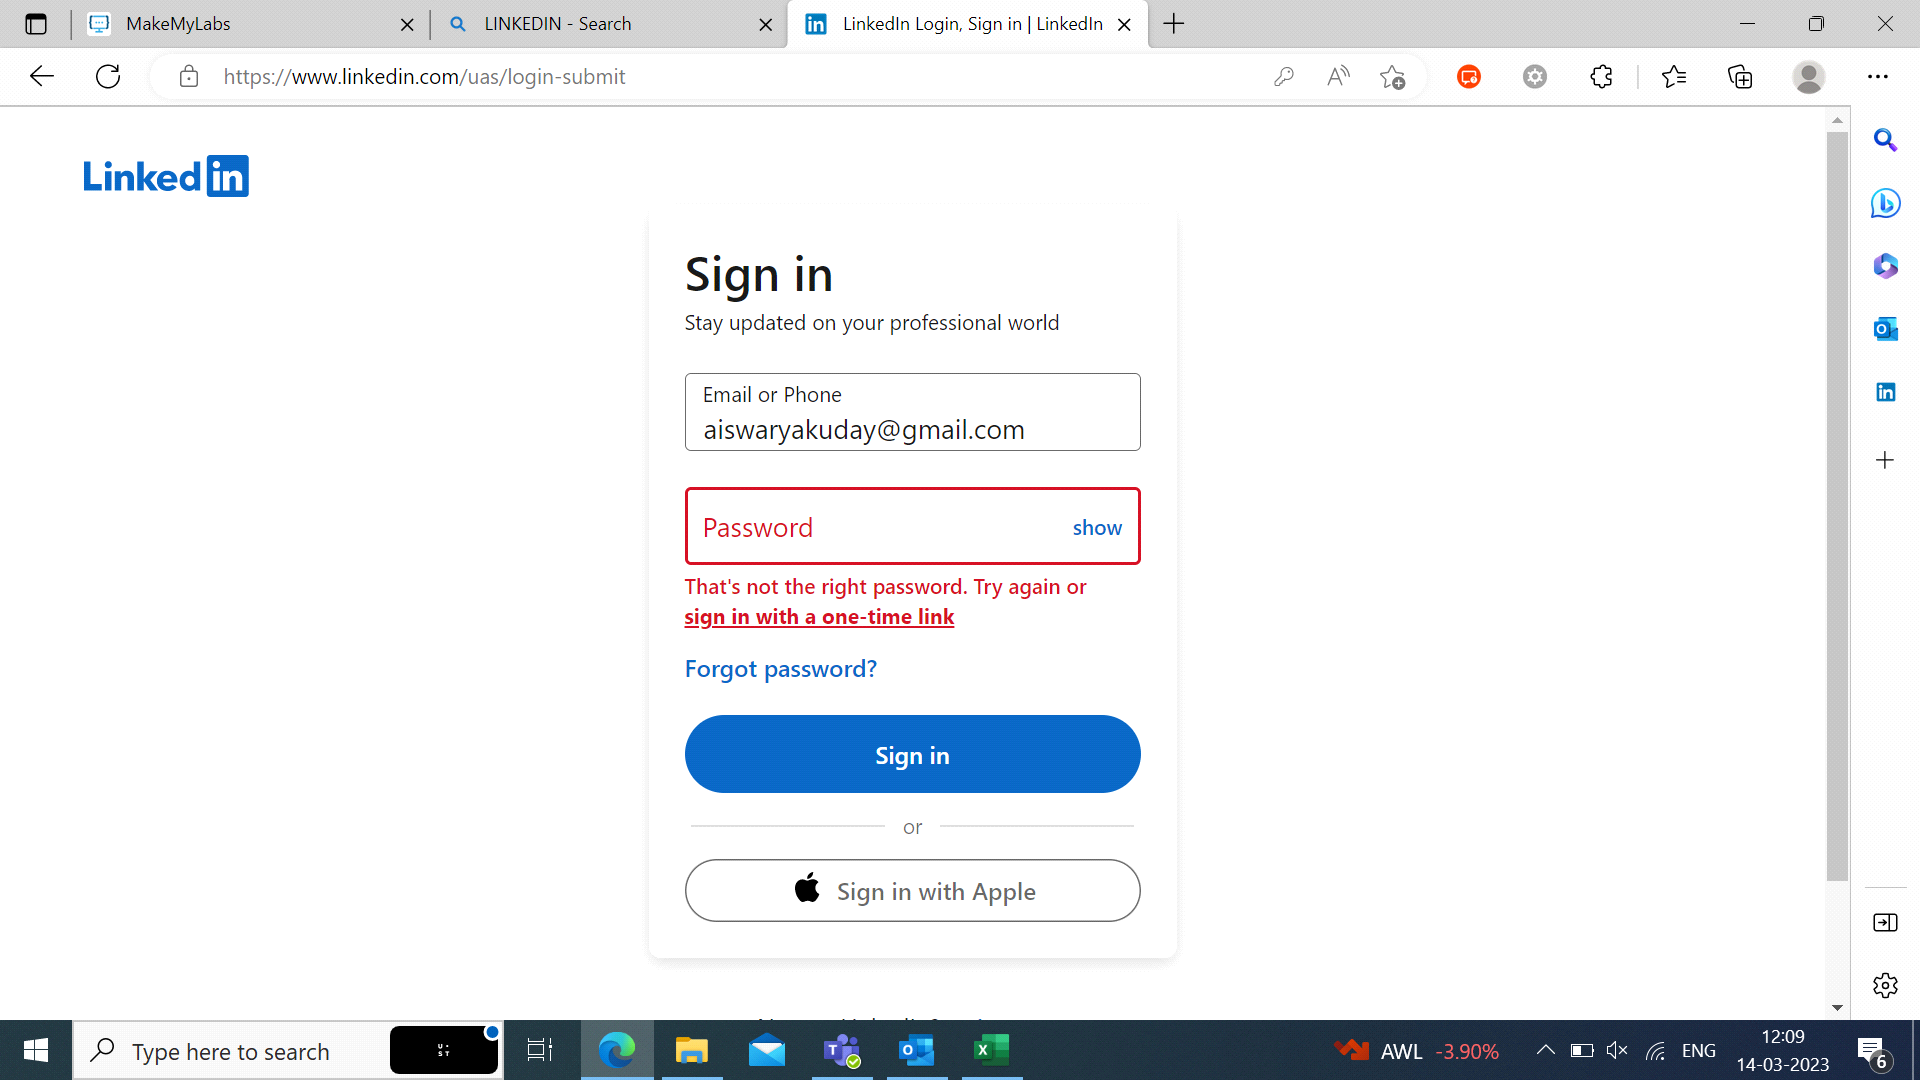 MakeMyLabs
LINKEDIN - Search
LinkedIn Login, Sign in | LinkedIn
https://www.linkedin.com/uas/login-submit
Linked in
Sign in
Stay updated on your professional world
Email or Phone
aiswaryakuday@gmail.com
Password
show
That's not the right password. Try again or
sign in with a one-time link
Forgot password?
Sign in
or
Sign in with Apple
Type here to search
AWL -3.90%
ENG
12:09
14-03-2023
6